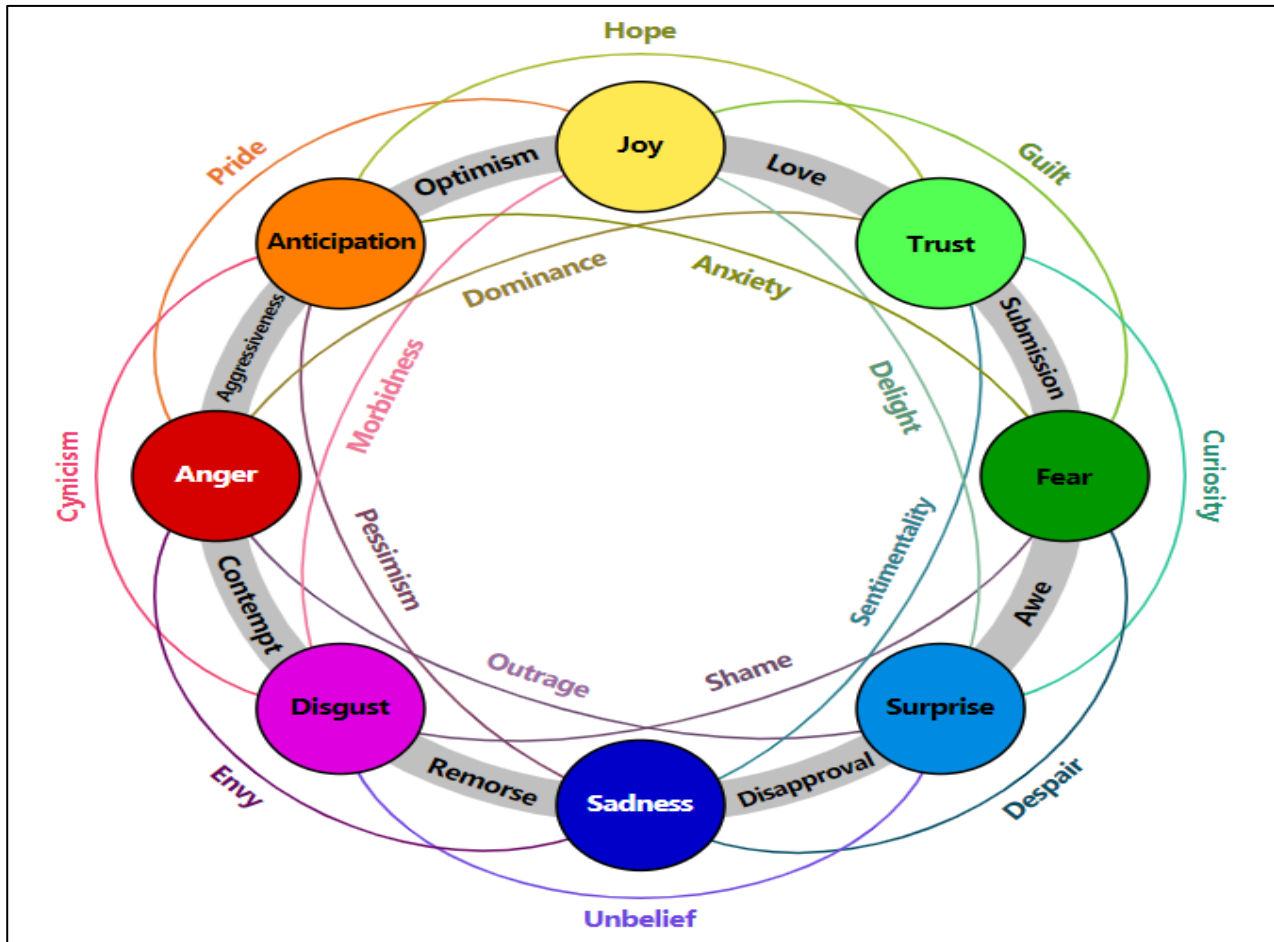 Hope
Joy
Pride
Optimism
Love
Guilt
Anticipation
Trust
Dominance
Anxiety
Aggressiveness
Submission
Morbidness
Delight
Cynicism
Anger
Fear
Curiosity
Pessimism
Sentimentality
Contempt
Awe
Outrage
Shame
Disgust
Surprise
Envy
Remorse
Sadness
Disapproval
Despair
Unbelief